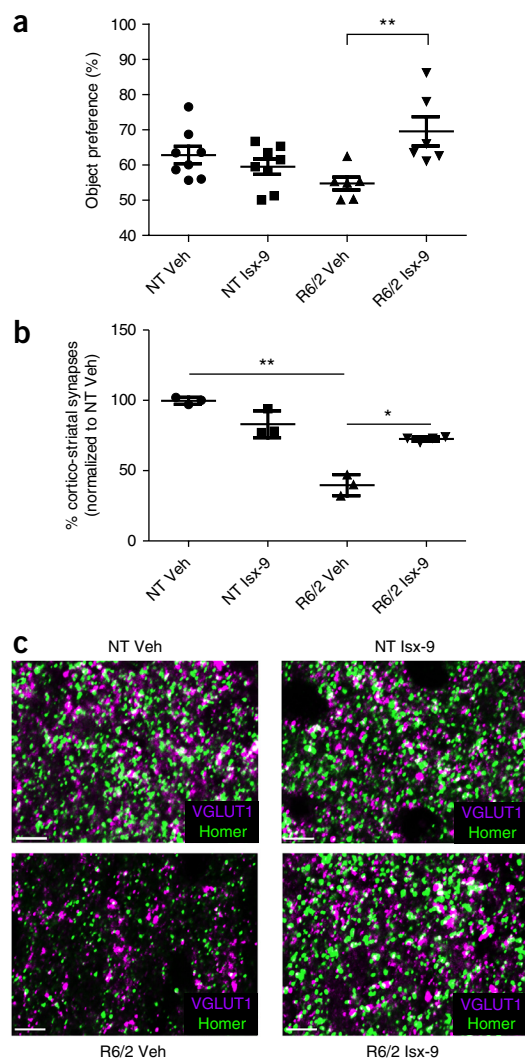 a
**
Object preference (%)
100
90
80
70
60
50
40
NT Veh
NT Isx-9
R6/2 Veh
R6/2 Isx-9
b
% cortico-striatal synapses
(normalized to NT Veh)
150
100
50
0
**
*
NT Veh
NT Isx-9
R6/2 Veh
R6/2 Isx-9
c
NT Veh
NT Isx-9
VGLUT1
Homer
VGLUT1
Homer
VGLUT1
Homer
VGLUT1
Homer
R6/2 Veh
R6/2 Isx-9